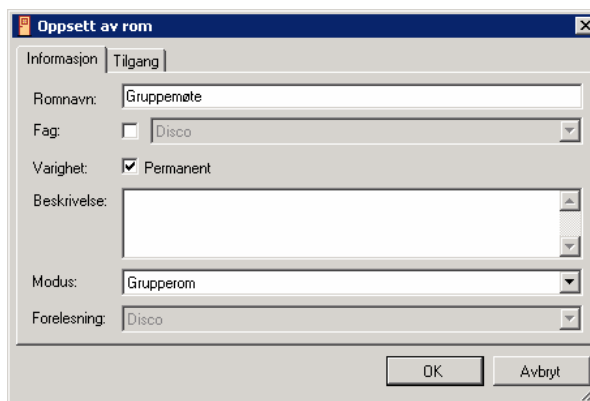 Oppsett av rom
Informasjon Tilgang
Romnavn: Gruppemøte
Fag: Disco
Varighet: Permanent
Beskrivelse:
Modus: Grupperom
Forelesning: Disco
OK Avbryt